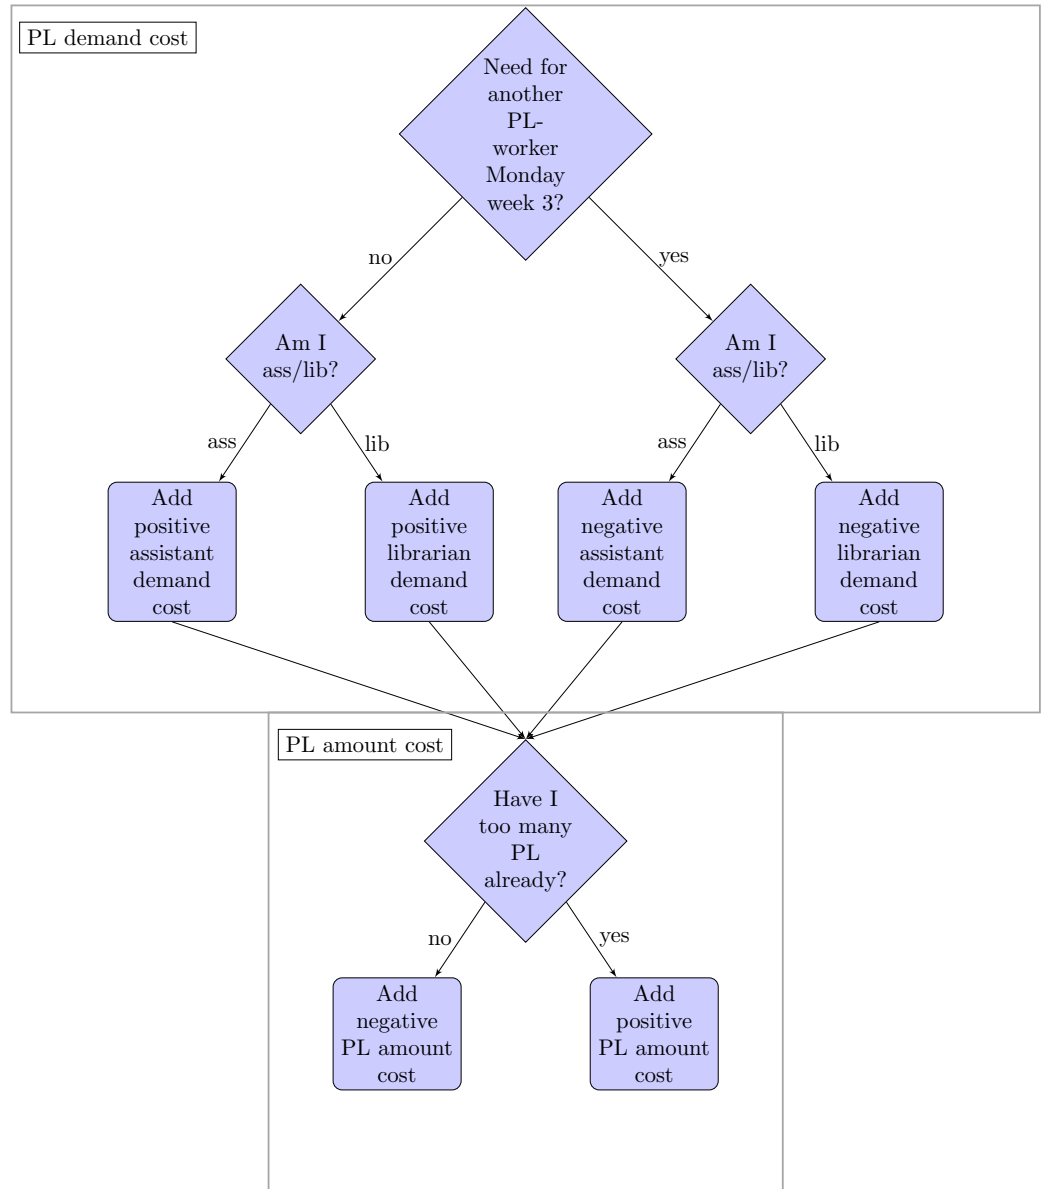 PL demand cost
Need for
another
PL-
worker
Monday
week 3?
no
yes
Am I
ass/lib?
Am I
ass/lib?
ass
lib
ass
lib
Add
positive
assistant
demand
cost
Add
positive
librarian
demand
cost
Add
negative
assistant
demand
cost
Add
negative
librarian
demand
cost
PL amount cost
Have I
too many
PL
already?
no
yes
Add
negative
PL amount
cost
Add
positive
PL amount
cost